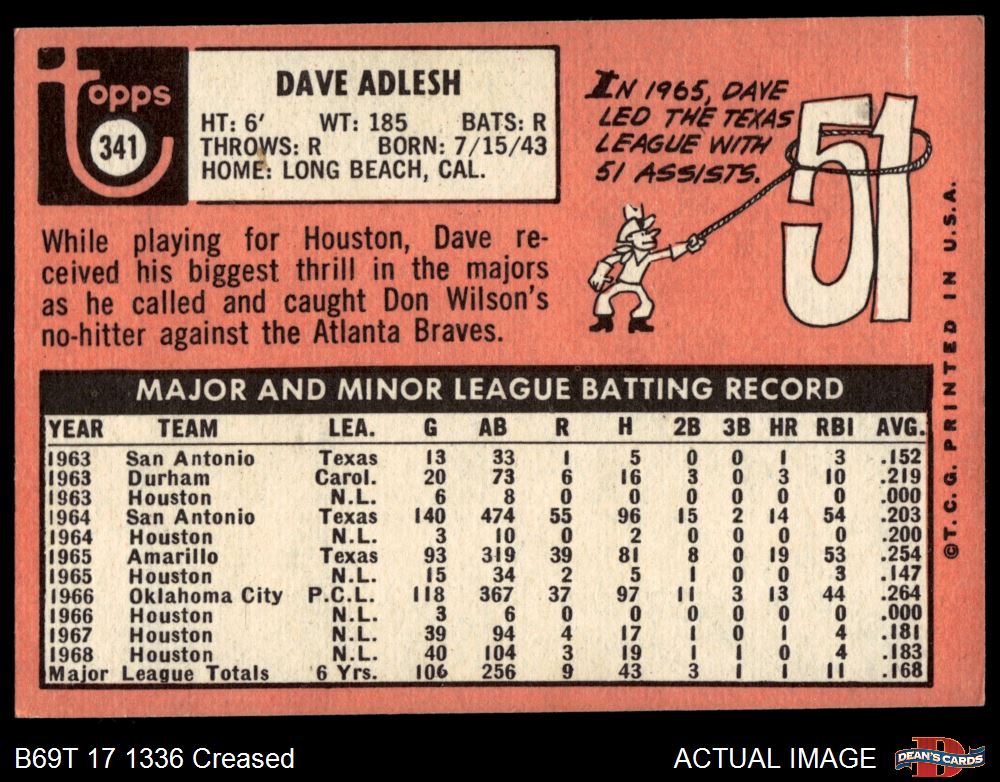 Topps
341
DAVE ADLESH
HT: 6' WT: 185 BATS: R
THROWS: R BORN: 7/15/43
HOME: LONG BEACH, CAL.
IN 1965, DAVE
LED THE TEXAS
LEAGUE WITH
51 ASSISTS.
51
While playing for Houston, Dave re-
ceived his biggest thrill in the majors
as he called and caught Don Wilson's
no-hitter against the Atlanta Braves.
MAJOR AND MINOR LEAGUE BATTING RECORD
YEAR TEAM LEA. G AB R H 2B 3B HR RBI AVG.
1963 San Antonio Texas 13 33 1 5 0 0 1 3 .152
1963 Durham Carol. 20 73 6 16 3 0 3 10 .219
1963 Houston N.L. 6 8 0 0 0 0 0 0 .000
1964 San Antonio Texas 140 474 55 96 15 2 14 54 .203
1964 Houston N.L. 3 10 0 2 0 0 0 0 .200
1965 Amarillo Texas 93 319 39 81 8 0 19 53 .254
1965 Houston N.L. 15 34 2 5 1 0 0 3 .147
1966 Oklahoma City P.C.L. 118 367 37 97 11 3 13 44 .264
1966 Houston N.L. 3 6 0 0 0 0 0 0 .000
1967 Houston N.L. 39 94 4 17 1 0 1 4 .181
1968 Houston N.L. 40 104 3 19 1 1 0 4 .183
Major League Totals 6 Yrs. 106 256 9 43 3 1 1 11 .168
©T.C.G. PRINTED IN U.S.A.
B69T 17 1336 Creased
ACTUAL IMAGE
D
DEAN'S CARDS